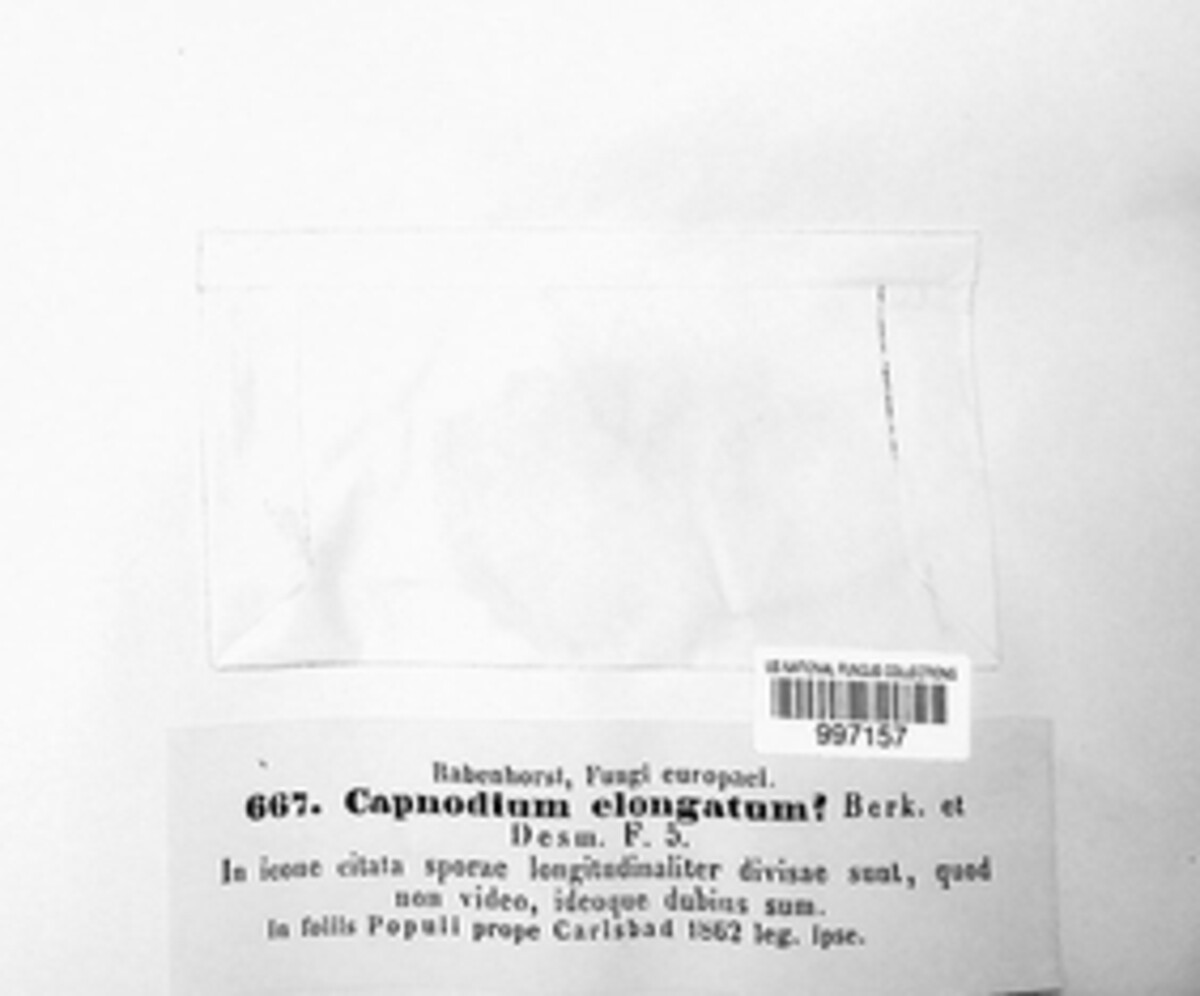 US NATIONAL FUNGUS COLLECTIONS
997157
Rabenhorst, Fungi europaei.
667. Capnodium elongatum? Berk. et
Desm. F. 5.
In icone citata sporae longitudinaliter divisae sunt, quod
non video, ideoque dubius sum.
In foliis Populi prope Carlsbad 1862 leg. ipse.